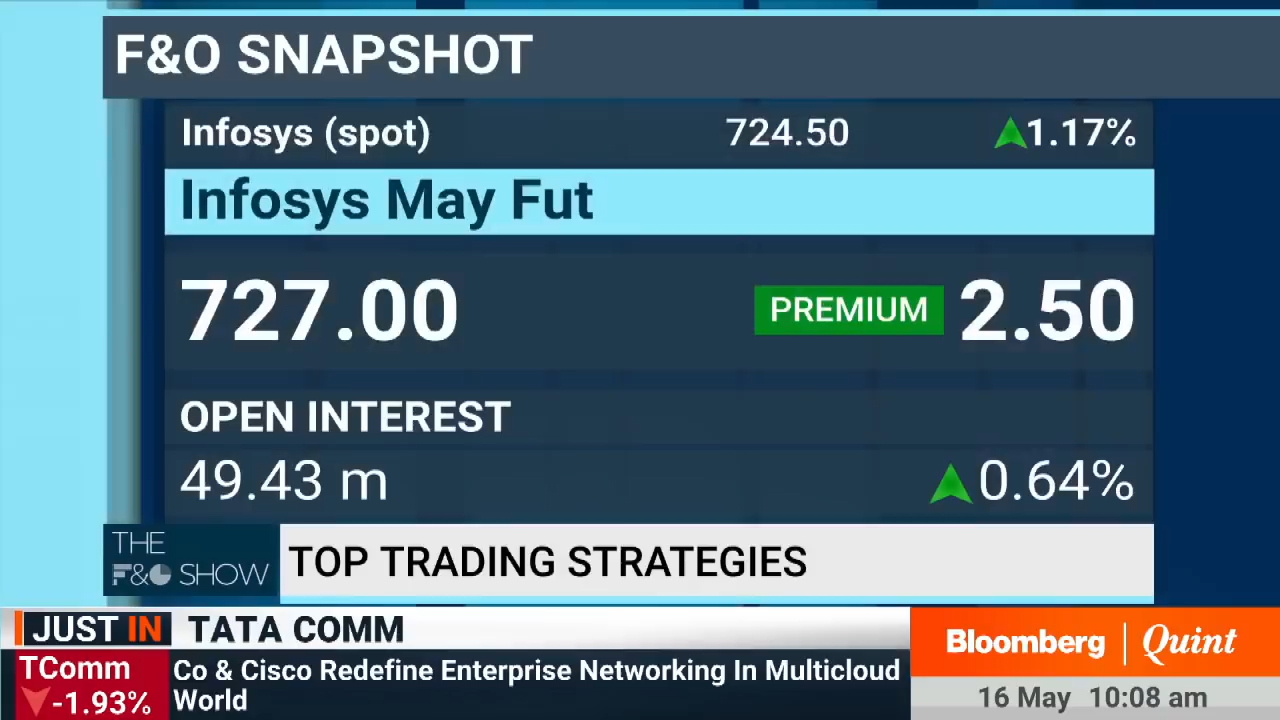 F&O SNAPSHOT
Infosys (spot) 724.50 ▲1.17%
Infosys May Fut
727.00 PREMIUM 2.50
OPEN INTEREST
49.43 m ▲0.64%
THE
F&O SHOW
TOP TRADING STRATEGIES
JUST IN TATA COMM
TComm
▼-1.93%
Co & Cisco Redefine Enterprise Networking In Multicloud
World
Bloomberg | Quint
16 May 10:08 am